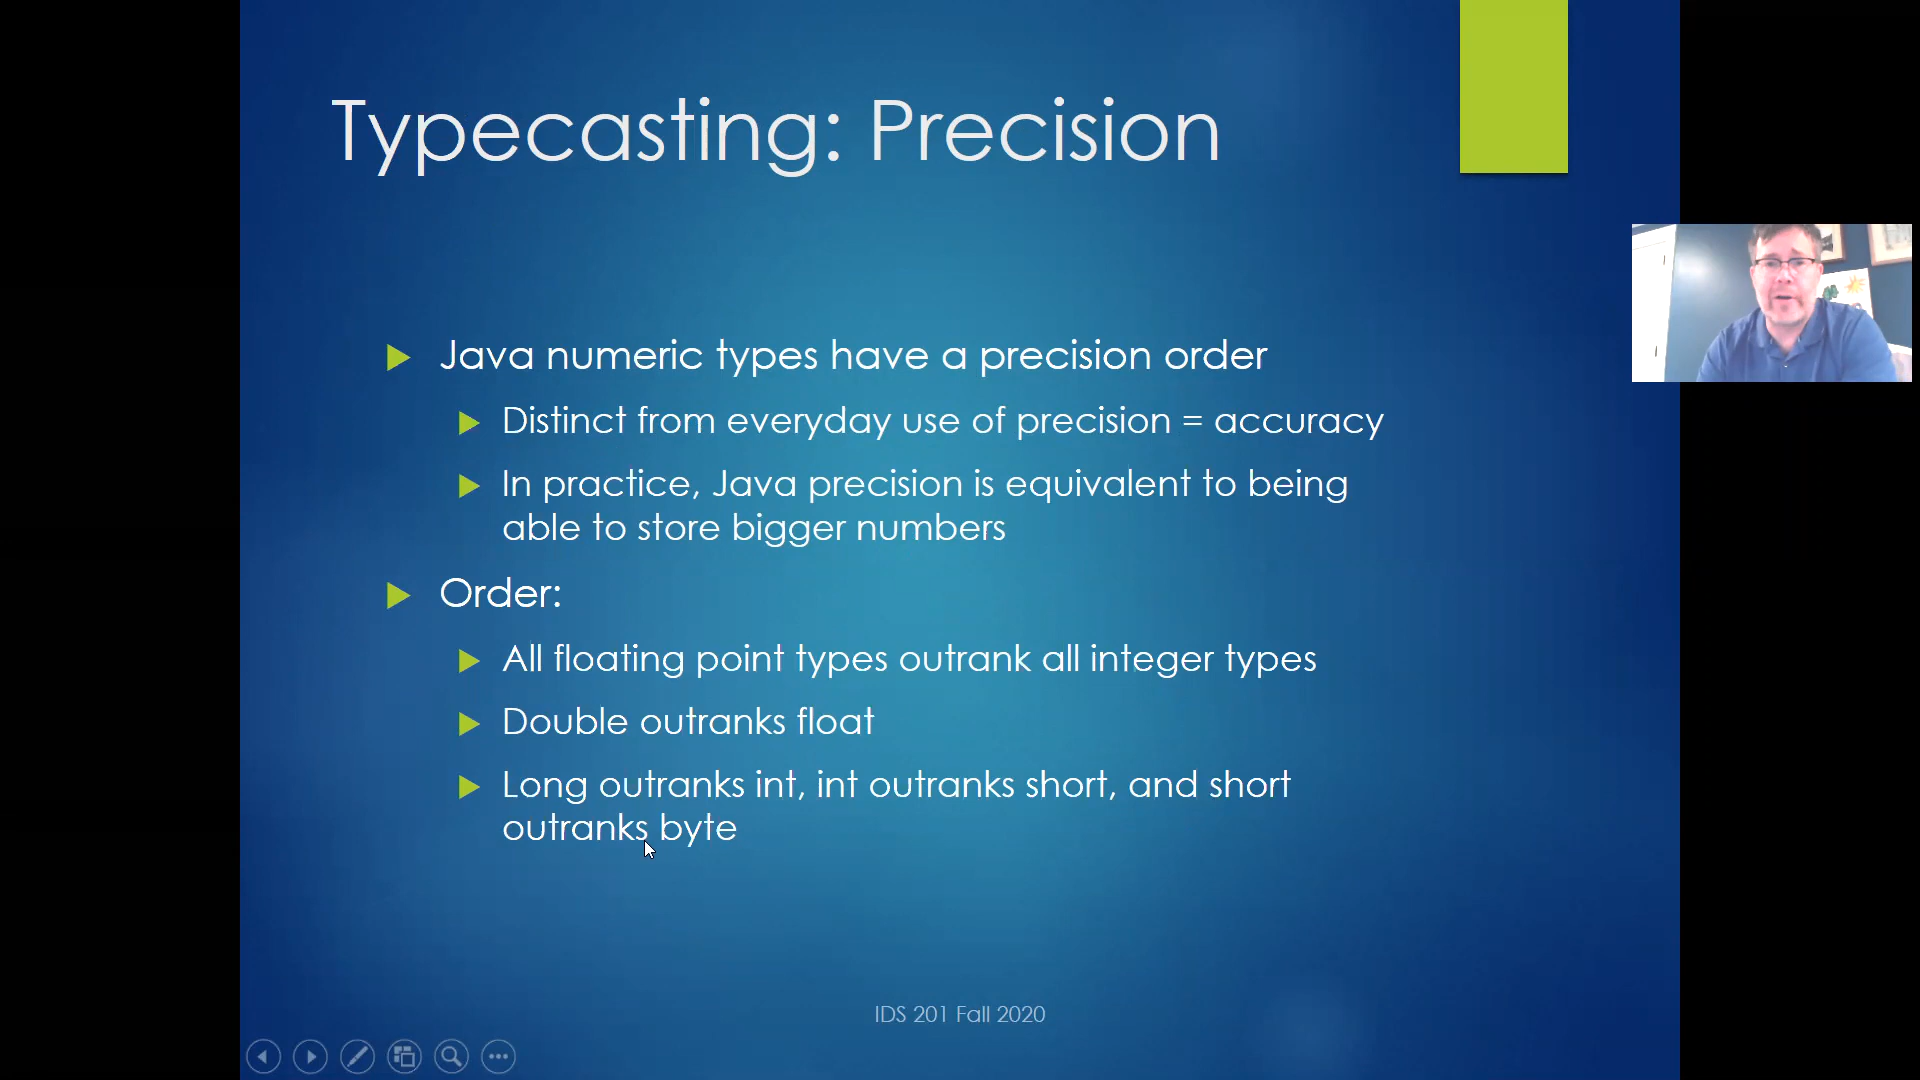 Typecasting: Precision
Java numeric types have a precision order
Distinct from everyday use of precision = accuracy
In practice, Java precision is equivalent to being
able to store bigger numbers
Order:
All floating point types outrank all integer types
Double outranks float
Long outranks int, int outranks short, and short
outranks byte
IDS 201 Fall 2020